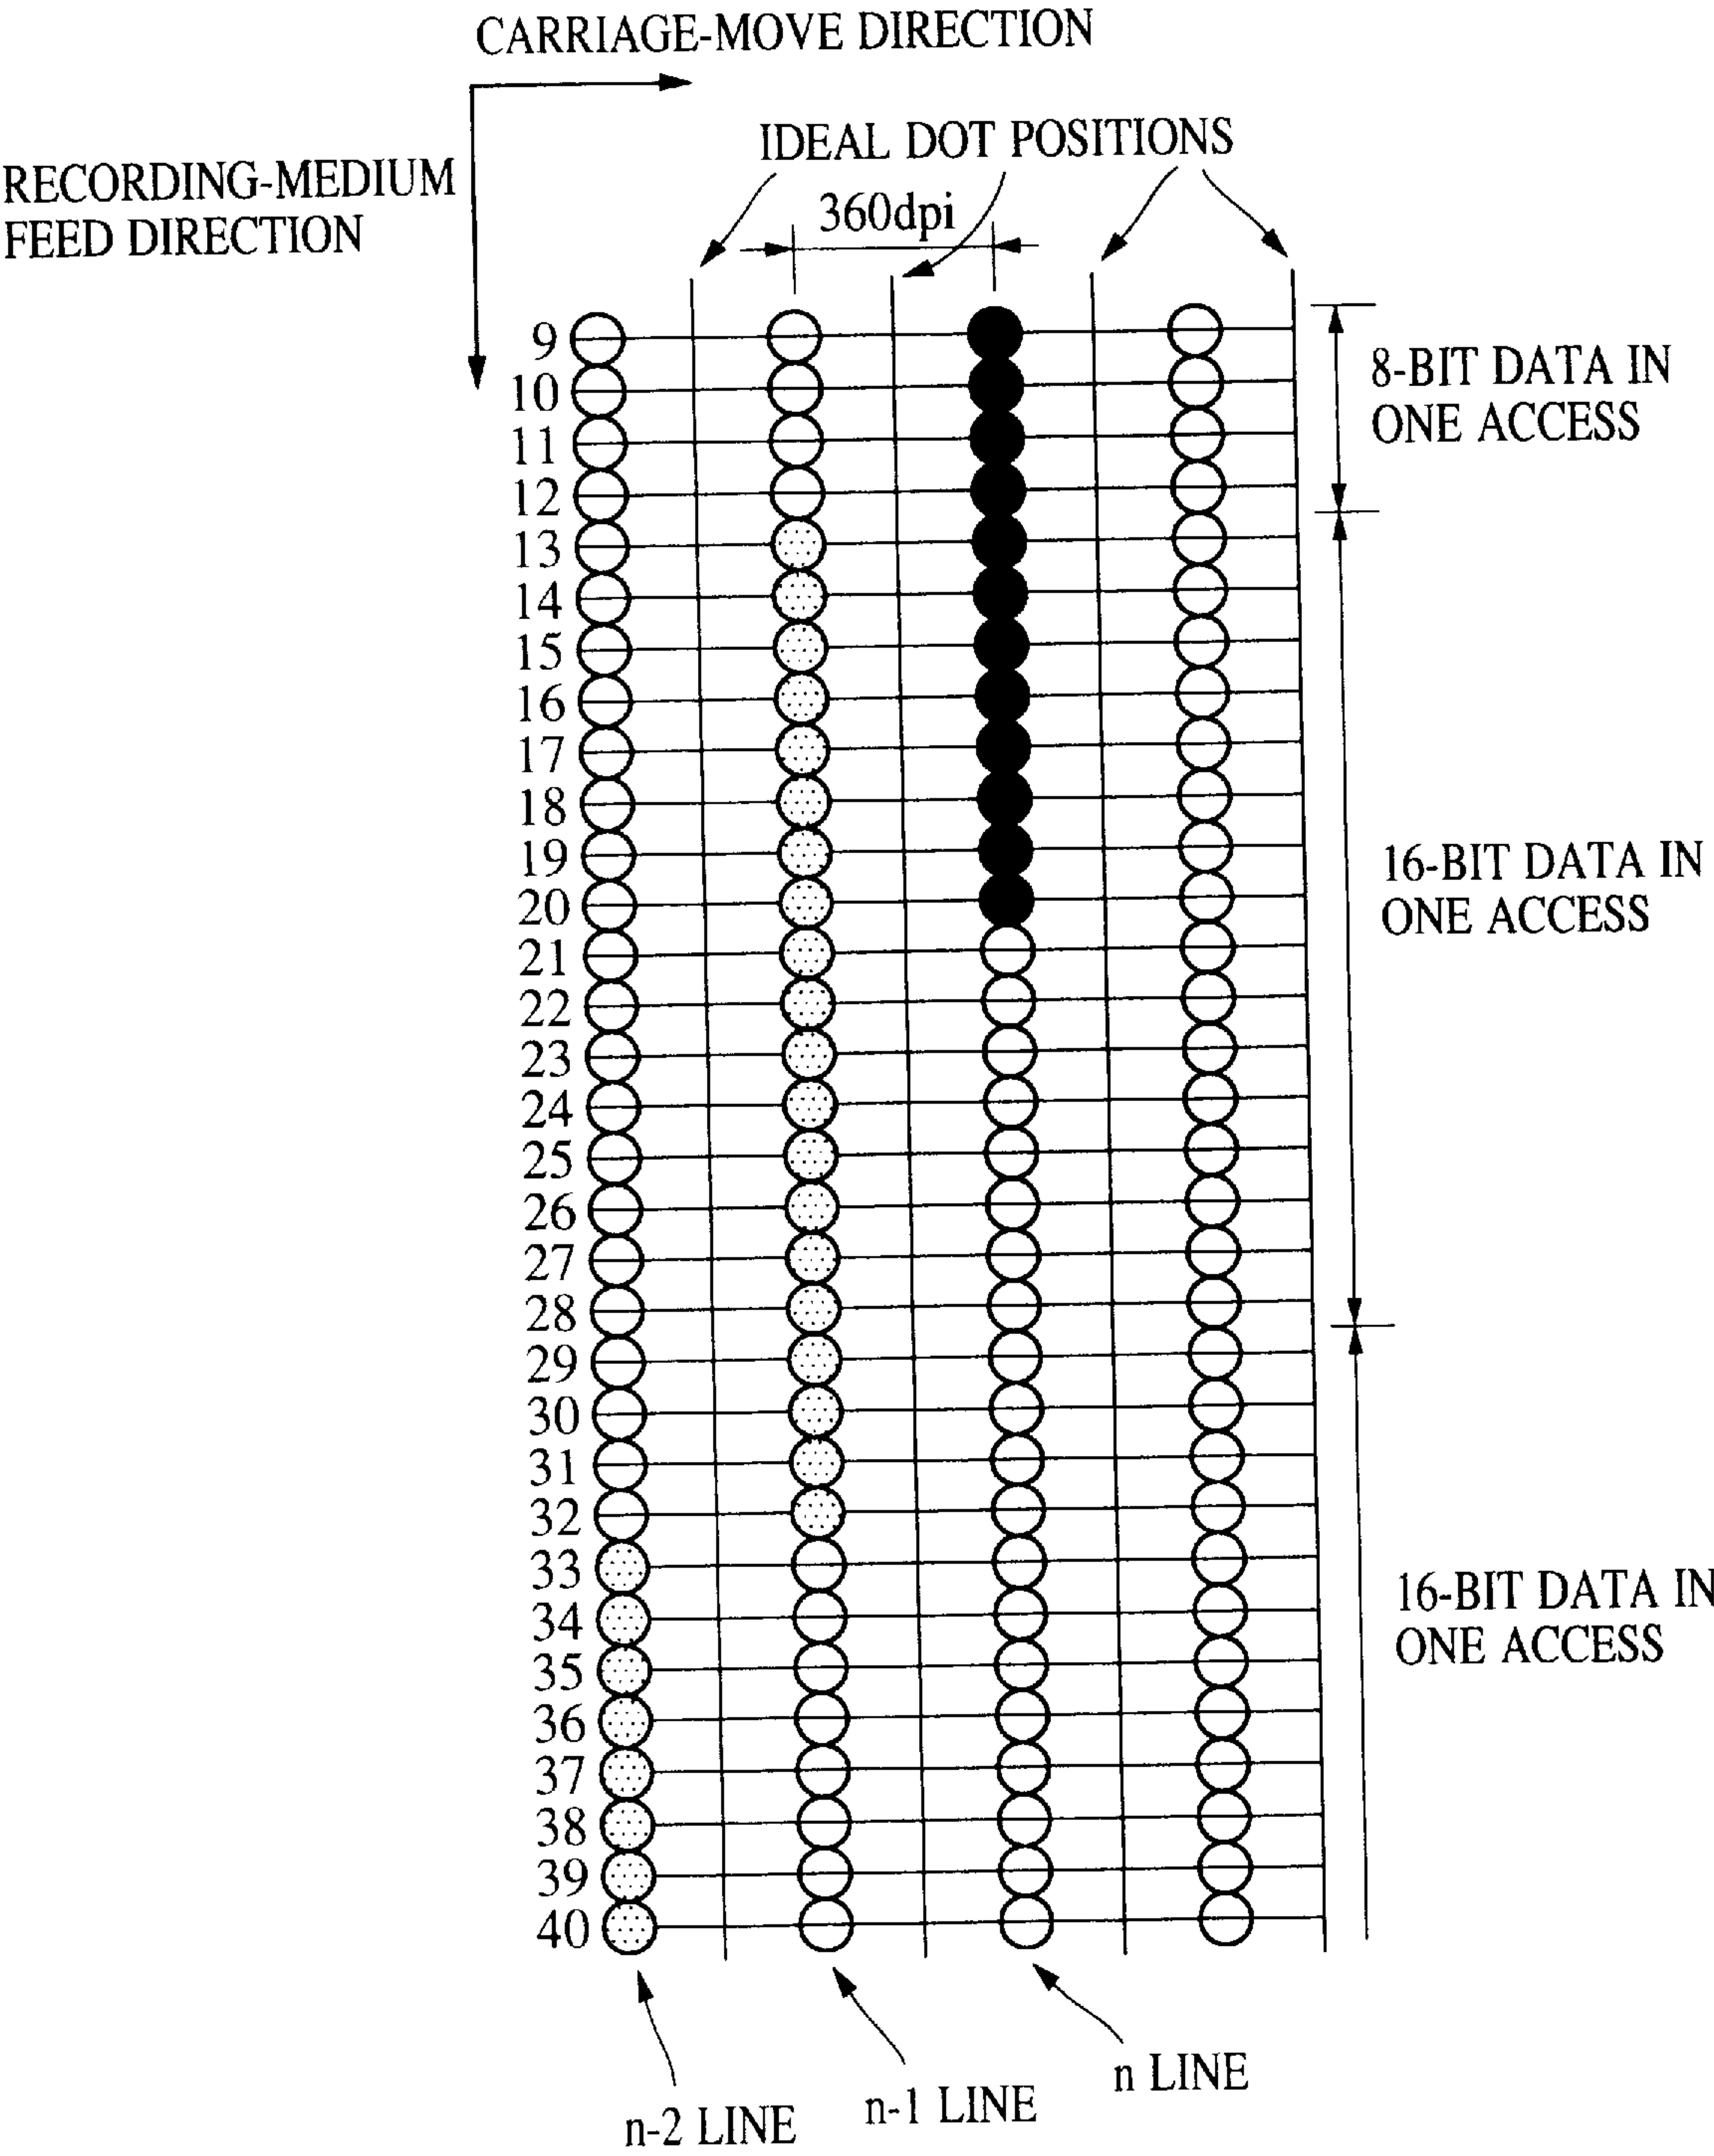 CARRIAGE-MOVE DIRECTION
IDEAL DOT POSITIONS
RECORDING-MEDIUM
FEED DIRECTION
360dpi
9
10
11
12
13
14
15
16
17
18
19
20
21
22
23
24
25
26
27
28
29
30
31
32
33
34
35
36
37
38
39
40
8-BIT DATA IN
ONE ACCESS
16-BIT DATA IN
ONE ACCESS
16-BIT DATA IN
ONE ACCESS
n-2 LINE
n-1 LINE
n LINE